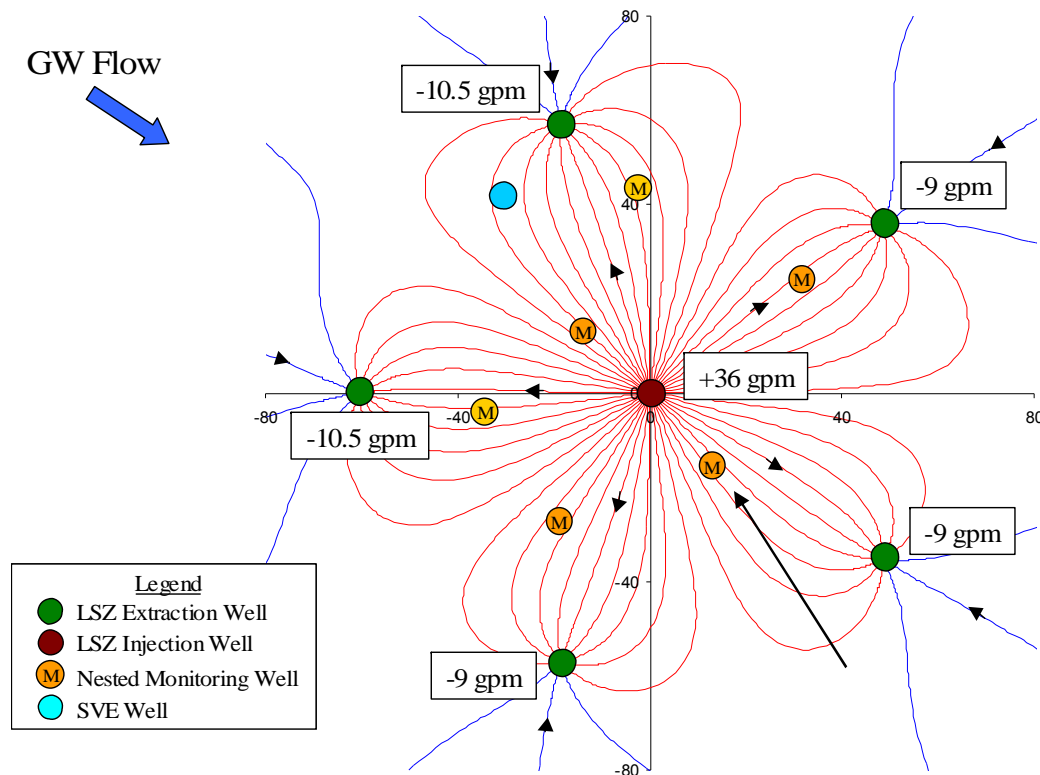 80
GW Flow
-10.5 gpm
-9 gpm
40
M
M
M
+36 gpm
0
-80
-40
0
40
80
M
-10.5 gpm
M
M
-9 gpm
Legend
LSZ Extraction Well
LSZ Injection Well
M Nested Monitoring Well
SVE Well
-40
-9 gpm
-80